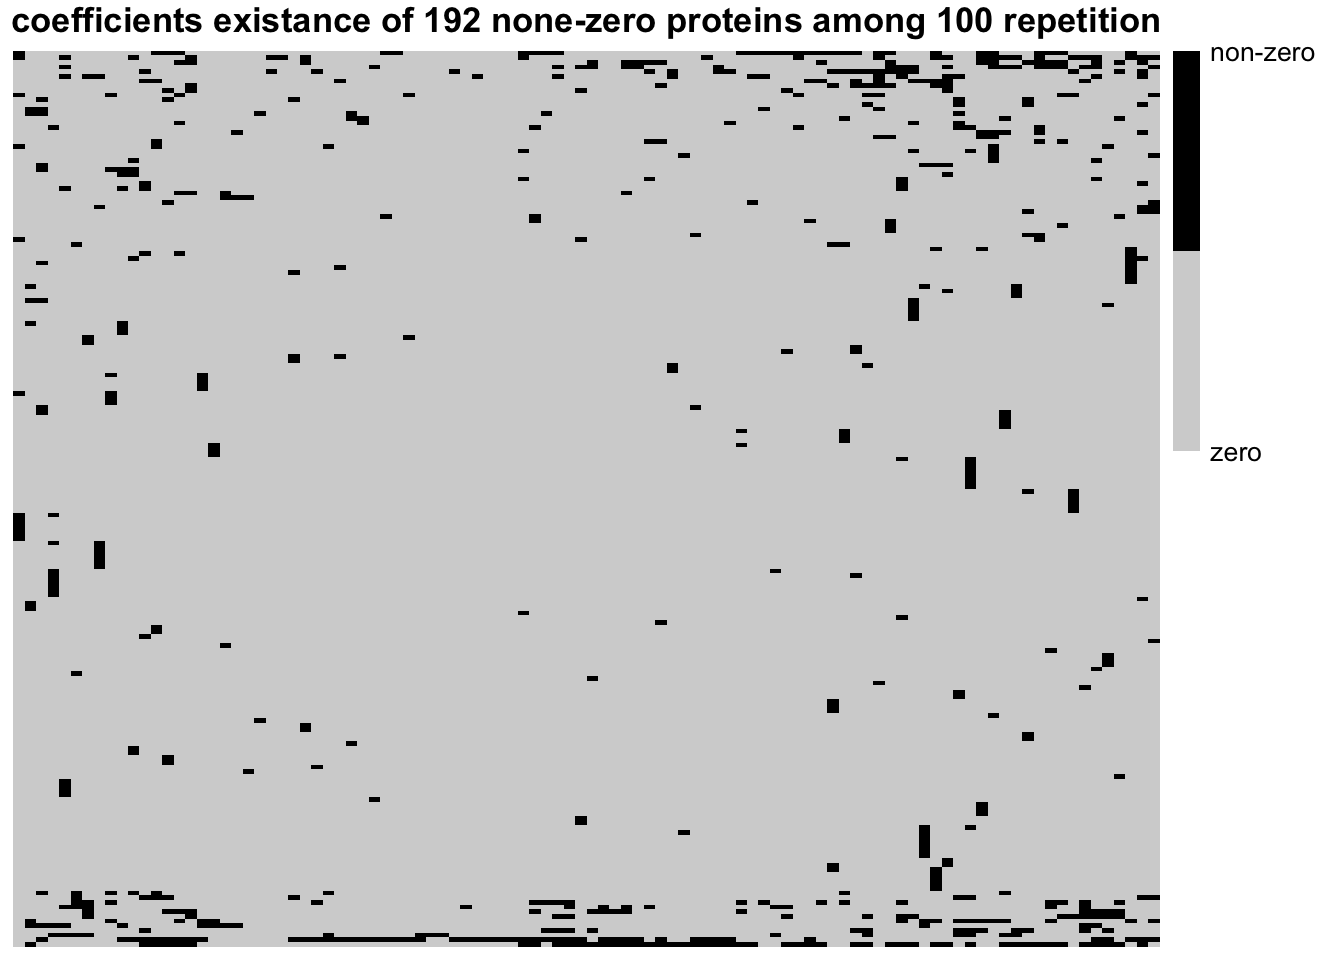 coefficients existance of 192 none-zero proteins among 100 repetition
non-zero
zero